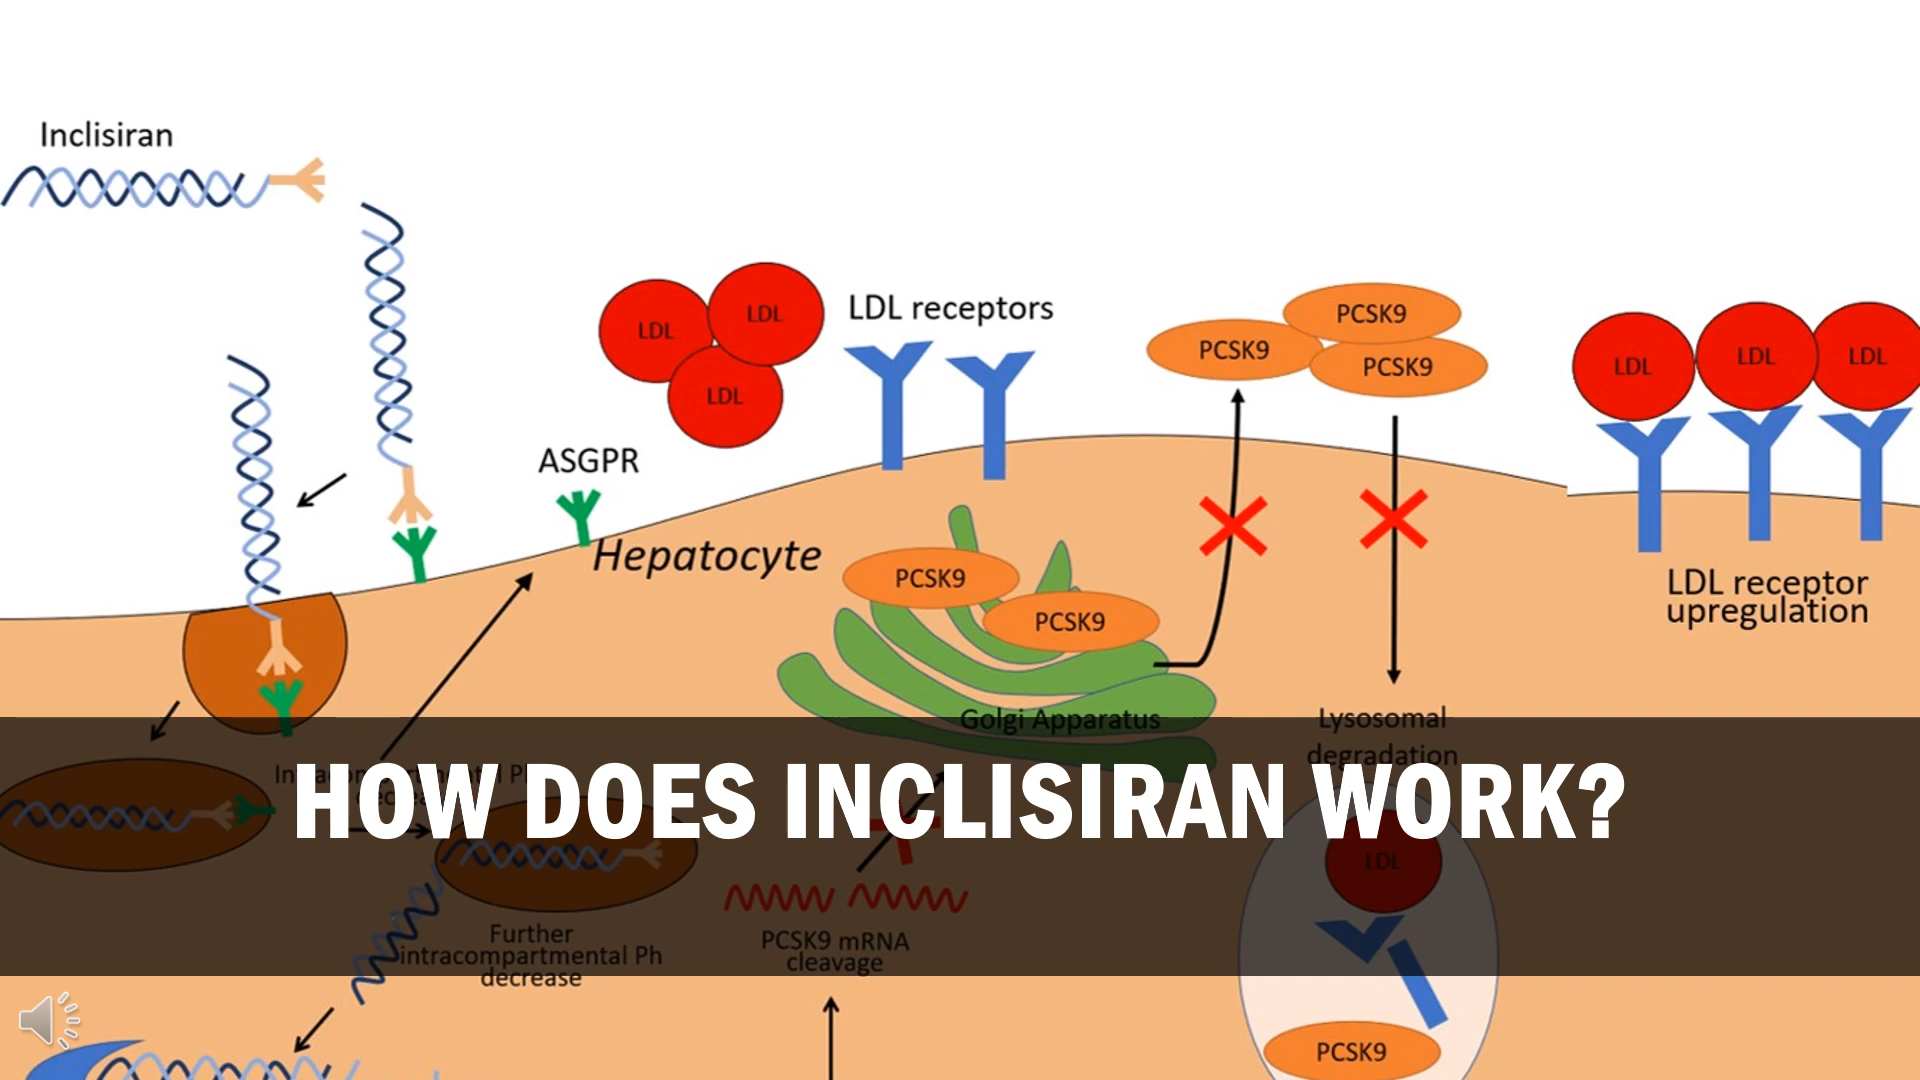 Inclisiran
LDL
LDL
LDL
LDL receptors
PCSK9
PCSK9
PCSK9
LDL
LDL
LDL
ASGPR
Hepatocyte
PCSK9
PCSK9
LDL receptor
upregulation
Golgi Apparatus
Lysosomal
degradation
HOW DOES INCLISIRAN WORK?
LDL
Further
intracompartmental Ph
decrease
PCSK9 mRNA
cleavage
PCSK9